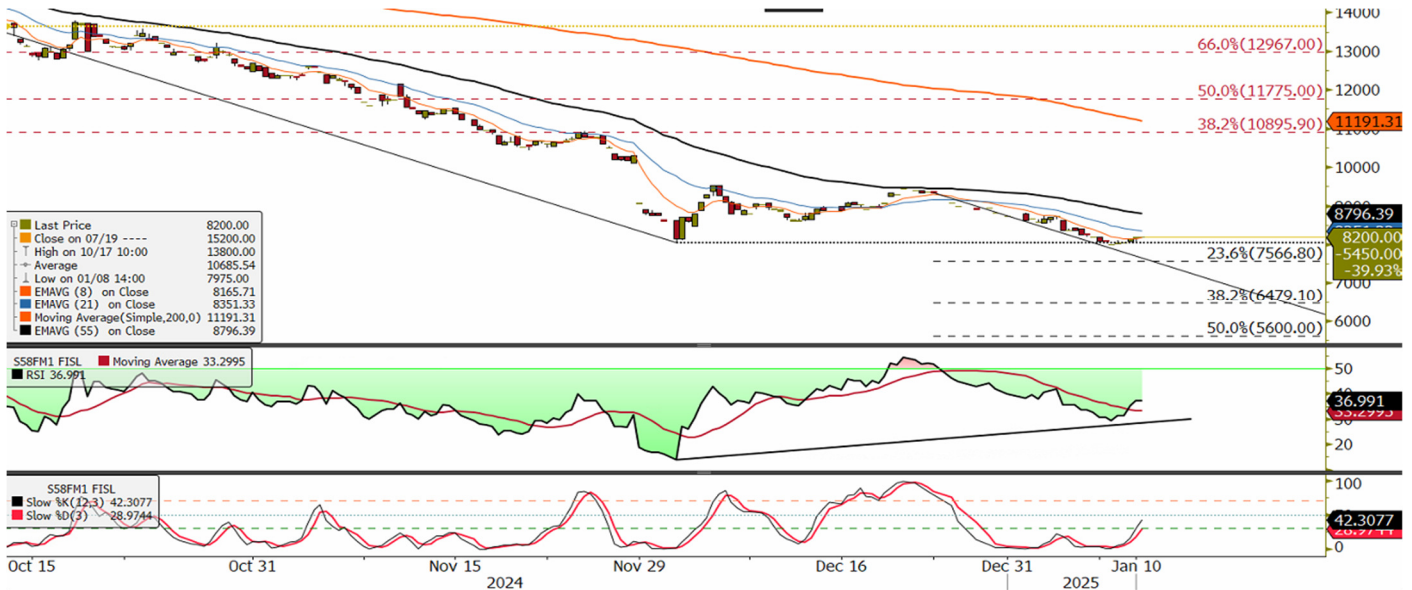 14000
66.0%(12967.00)
13000
12000
50.0%(11775.00)
38.2%(10895.90)
11191.31
10000
8796.39
8200.00
-5450.00
-39.93%
23.6%(7566.80)
7000
38.2%(6479.10)
6000
50.0%(5600.00)
Last Price 8200.00
Close on 07/19 ---- 15200.00
High on 10/17 10:00 13800.00
Average 10685.54
Low on 01/08 14:00 7975.00
EMAVG (8) on Close 8165.71
EMAVG (21) on Close 8351.33
Moving Average(Simple,200,0) 11191.31
EMAVG (55) on Close 8796.39
S58FM1 FISL Moving Average 33.2995
RSI 36.991
50
36.991
33.2995
20
S58FM1 FISL
Slow %K(12,3) 42.3077
Slow %D(3) 28.9744
100
42.3077
28.9744
0
Oct 15 Oct 31 Nov 15 Nov 29 Dec 16 Dec 31 Jan 10
2024 2025